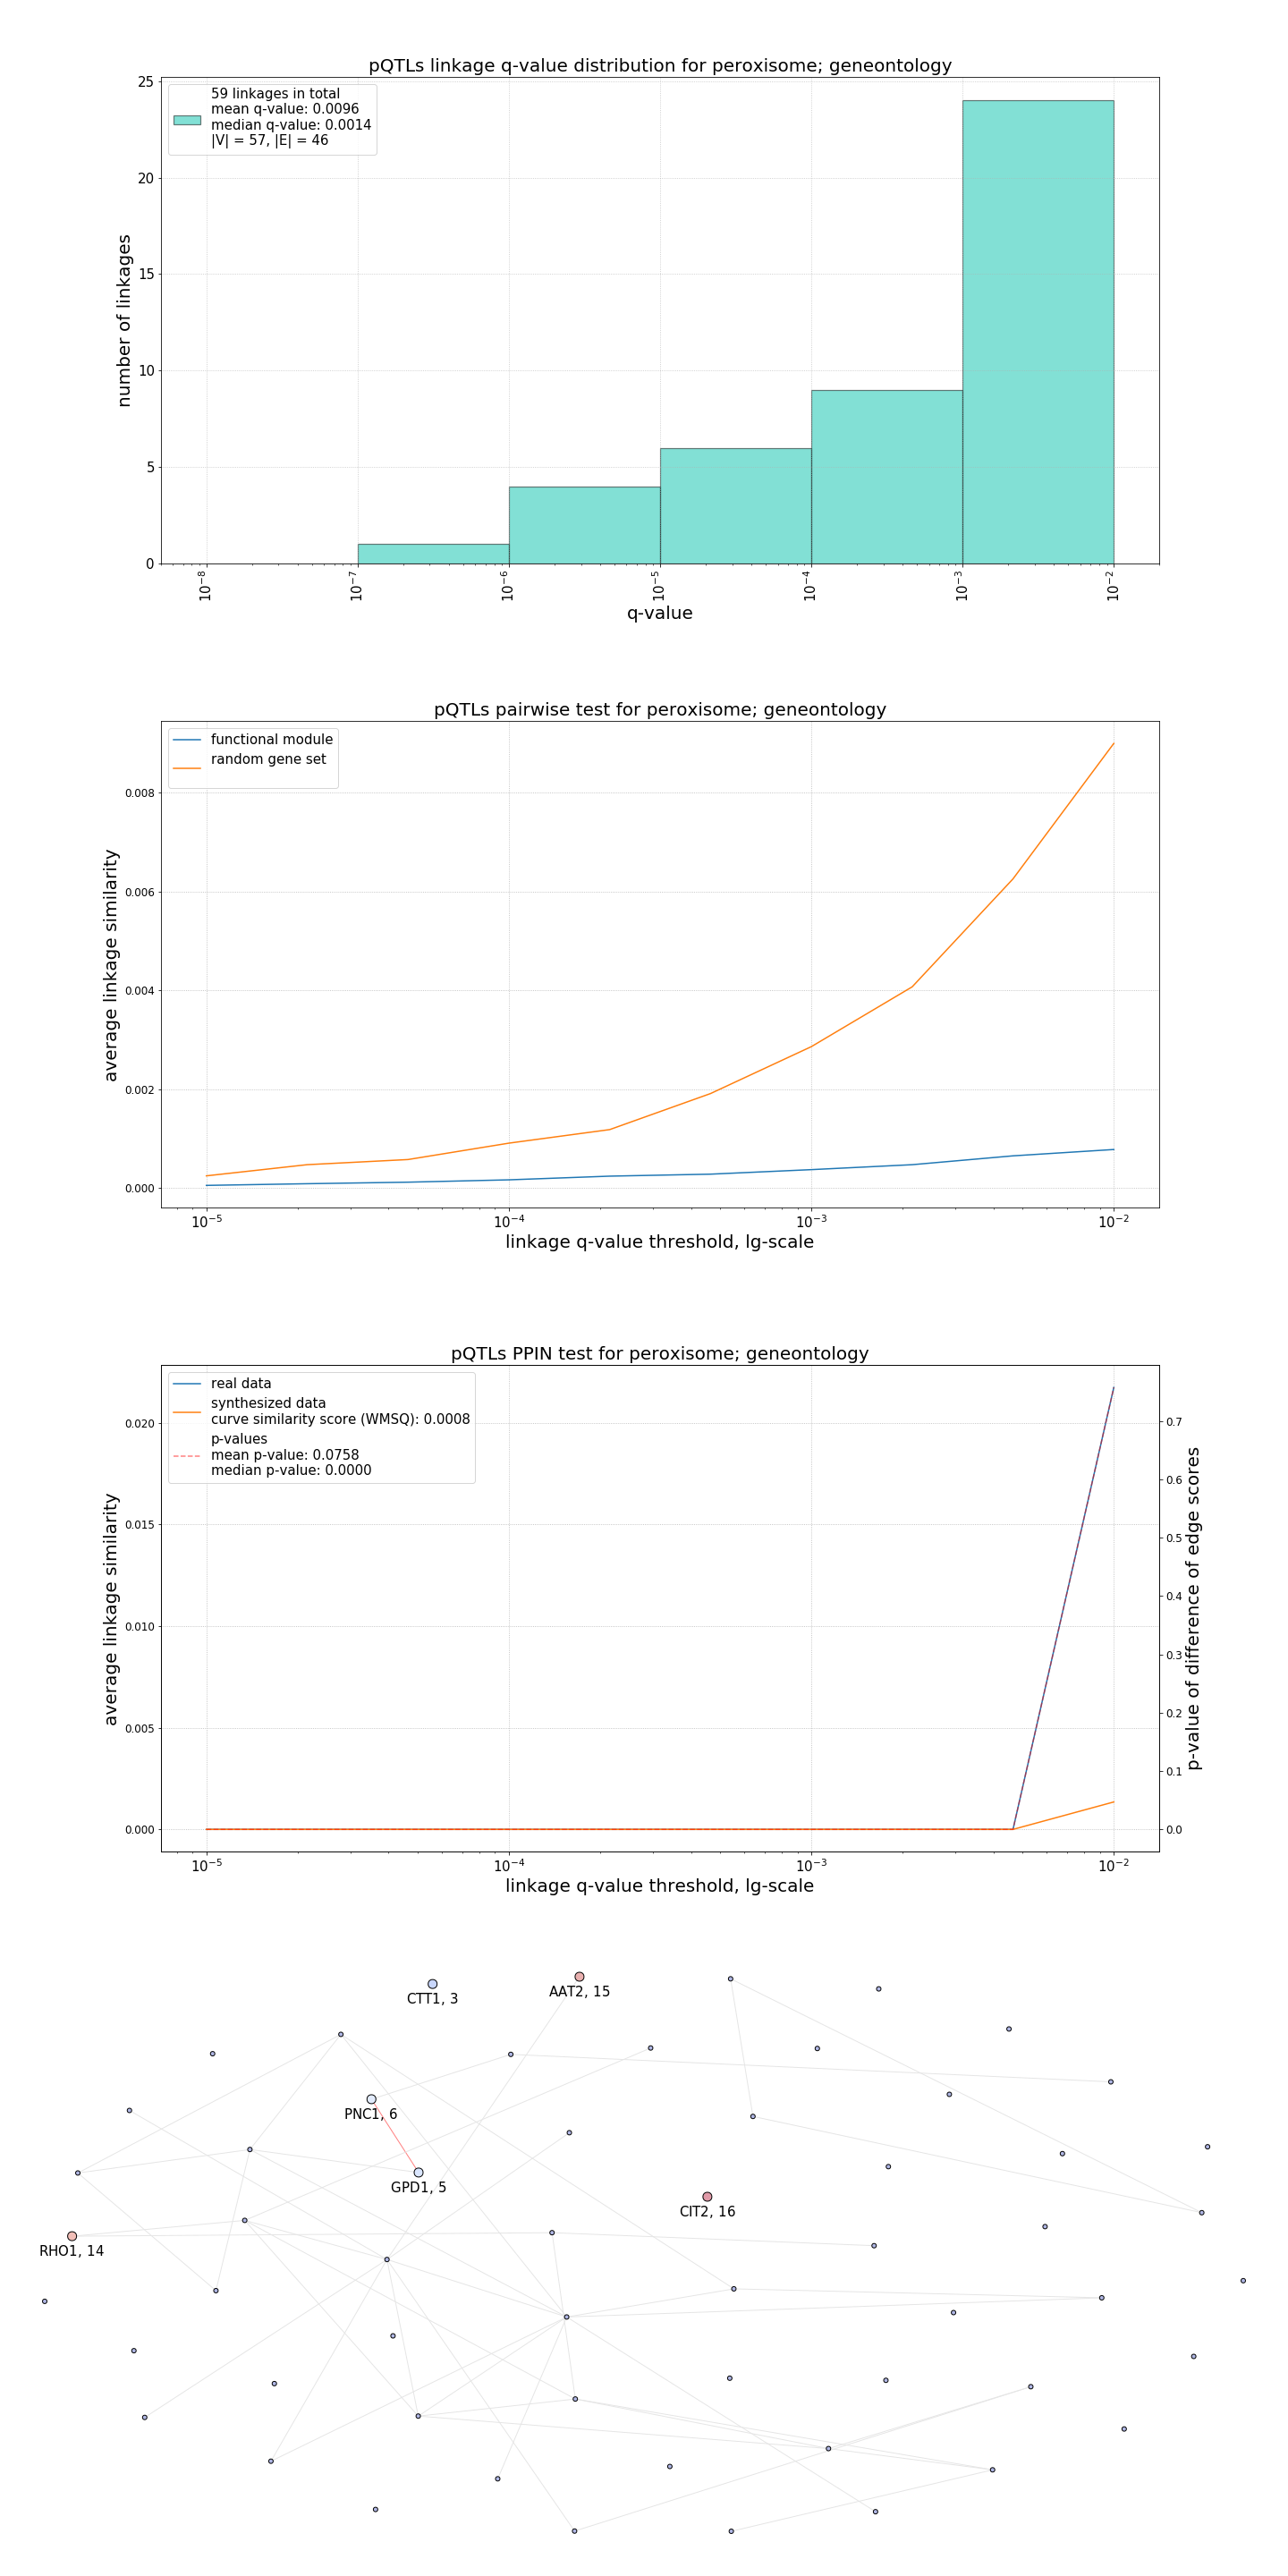 pQTLs linkage q-value distribution for peroxisome; geneontology
59 linkages in total
mean q-value: 0.0096
median q-value: 0.0014
|V| = 57, |E| = 46
25
20
15
10
5
0
number of linkages
10⁻⁸ 10⁻⁷ 10⁻⁶ 10⁻⁵ 10⁻⁴ 10⁻³ 10⁻²
q-value
pQTLs pairwise test for peroxisome; geneontology
functional module
random gene set
0.008
0.006
0.004
0.002
0.000
average linkage similarity
10⁻⁵ 10⁻⁴ 10⁻³ 10⁻²
linkage q-value threshold, lg-scale
pQTLs PPIN test for peroxisome; geneontology
real data
synthesized data
curve similarity score (WMSQ): 0.0008
p-values
mean p-value: 0.0758
median p-value: 0.0000
0.020
0.015
0.010
0.005
0.000
average linkage similarity
0.7
0.6
0.5
0.4
0.3
0.2
0.1
0.0
p-value of difference of edge scores
10⁻⁵ 10⁻⁴ 10⁻³ 10⁻²
linkage q-value threshold, lg-scale
CTT1, 3
AAT2, 15
PNC1, 6
GPD1, 5
CIT2, 16
RHO1, 14